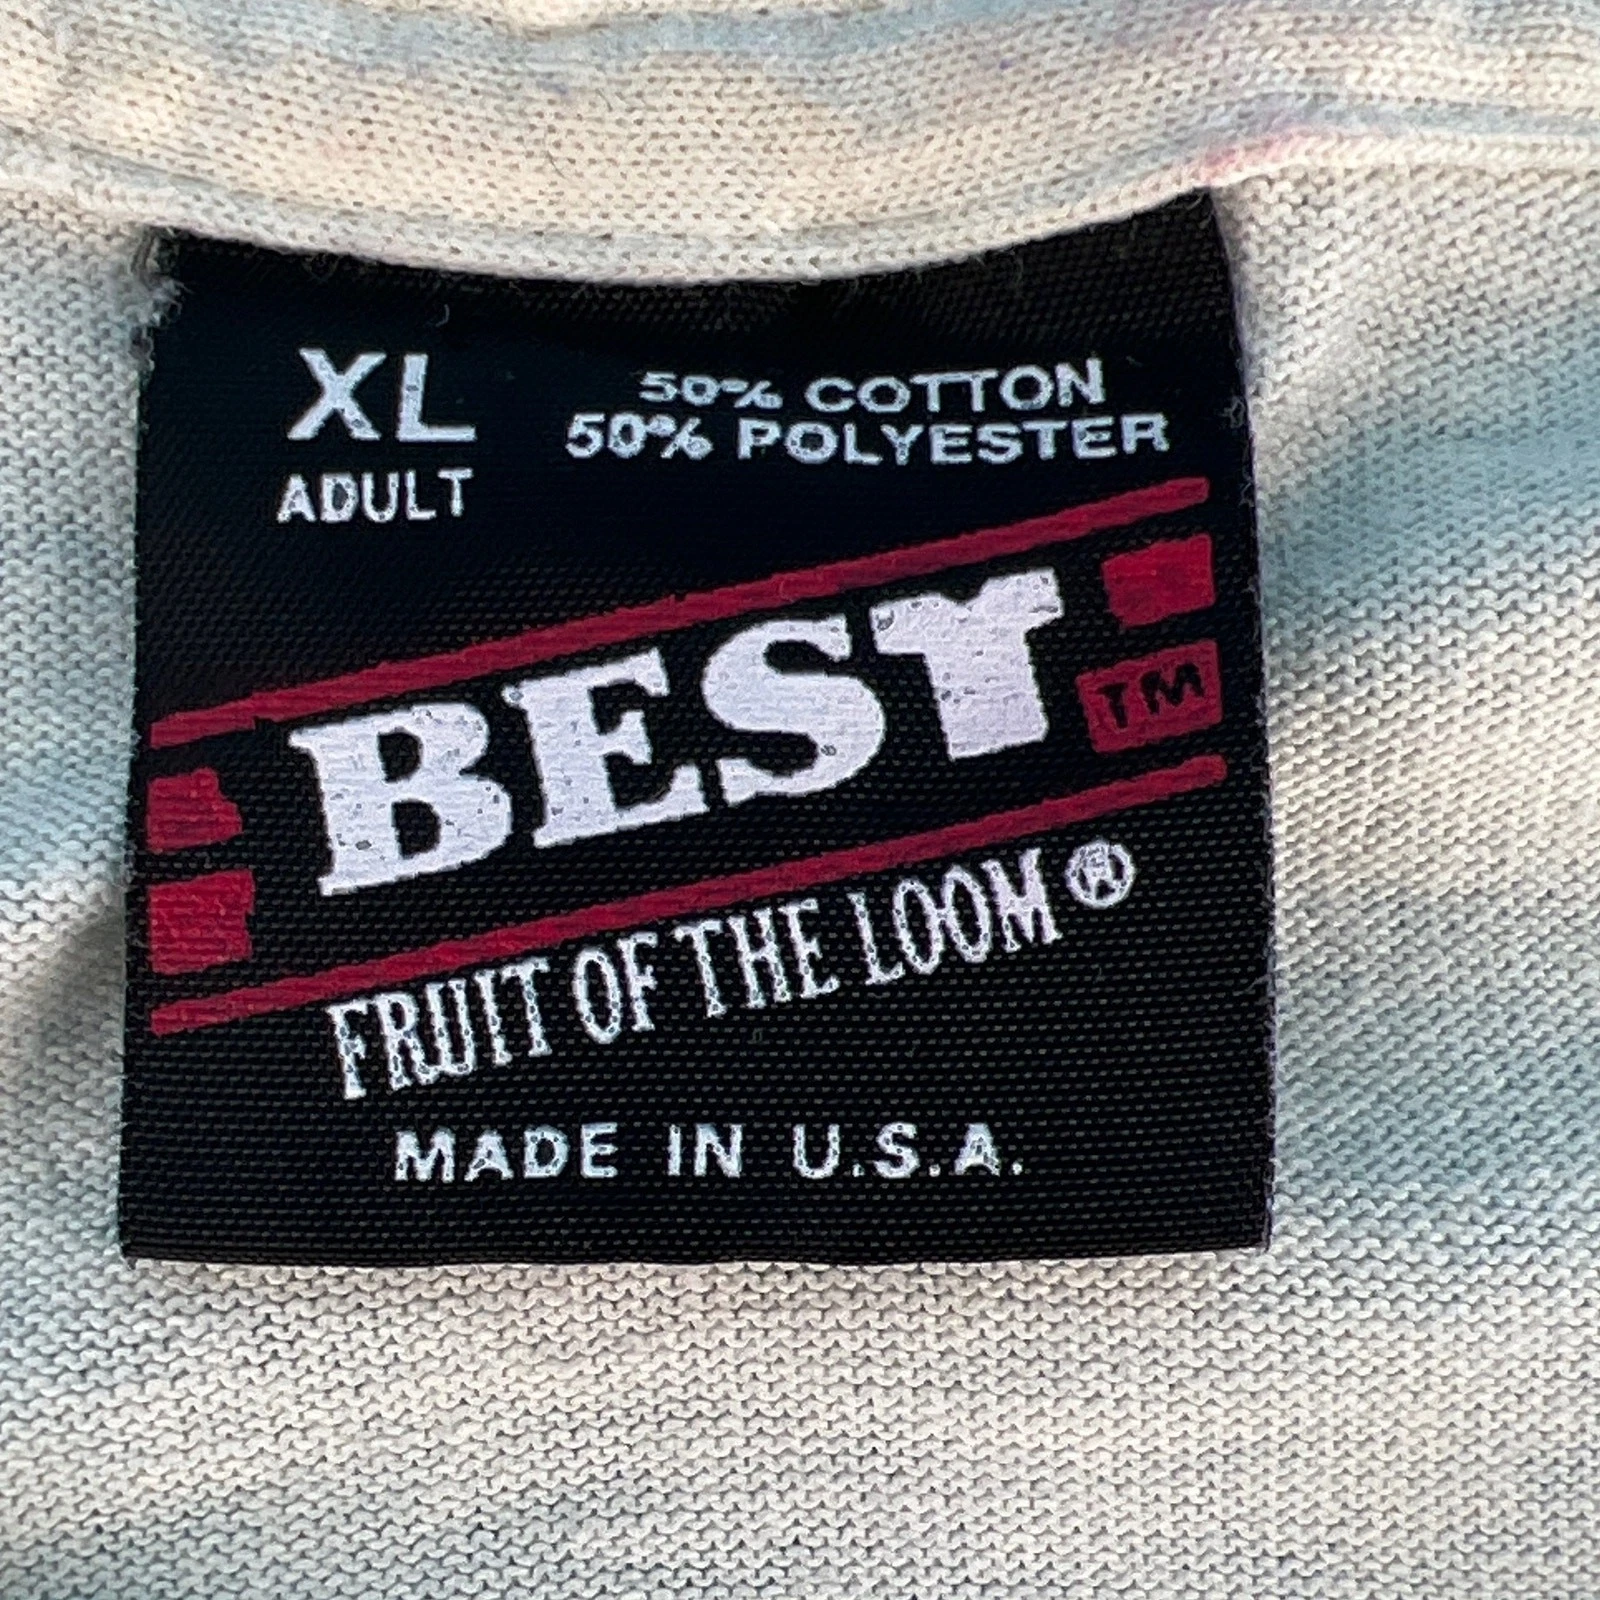 XL
ADULT
50% COTTON
50% POLYESTER
BEST
TM
FRUIT OF THE LOOM®
MADE IN U.S.A.